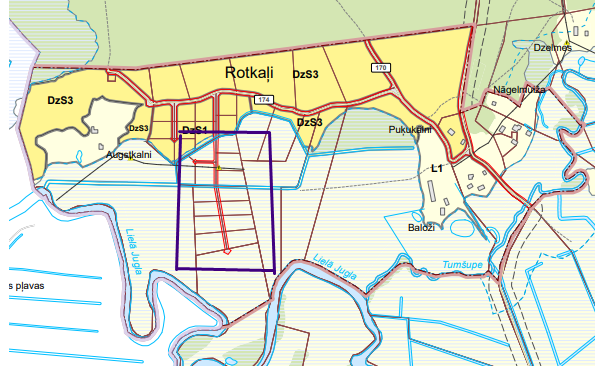 Dzelmes
Rotkaļi
DzS3
170
Nāgelmuiža
DzS3
174
DzS3
DzS1
DzS3
Puķukalni
Augstkalni
L1
Baloži
Lielā Jugla
Lielā Jugla
Tumšupe
s pļavas